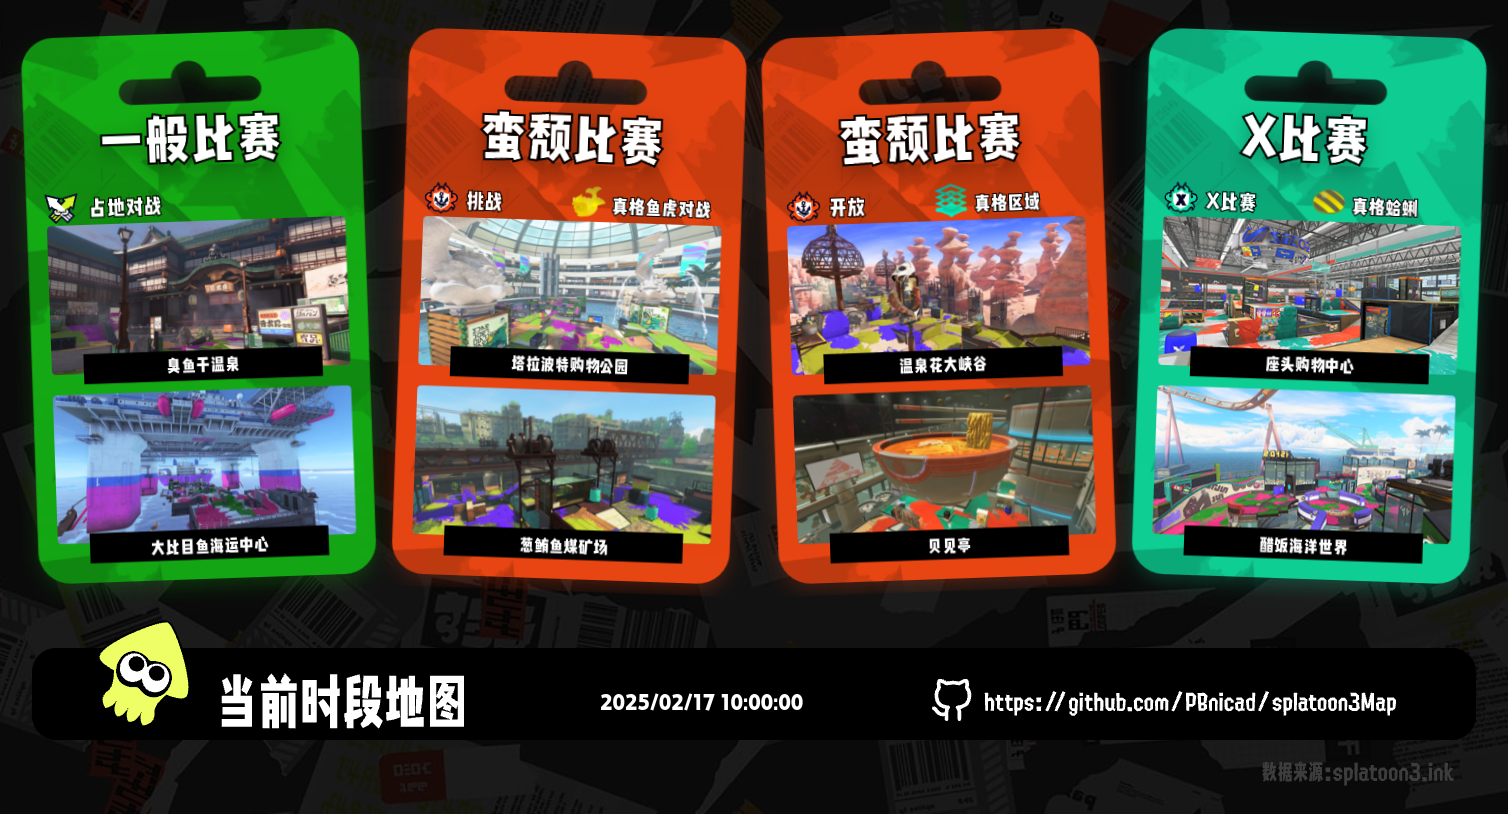 一般比赛
占地对战
臭鱼干温泉
大比目鱼海运中心
蛮颓比赛
挑战
真格鱼虎对战
塔拉波特购物公园
葱鲔鱼煤矿场
蛮颓比赛
开放
真格区域
温泉花大峡谷
贝贝亭
X比赛
X比赛
真格蛤蜊
座头购物中心
醋饭海洋世界
当前时段地图
2025/02/17 10:00:00
https://github.com/PBnicad/splatoon3Map
数据来源:splatoon3.ink